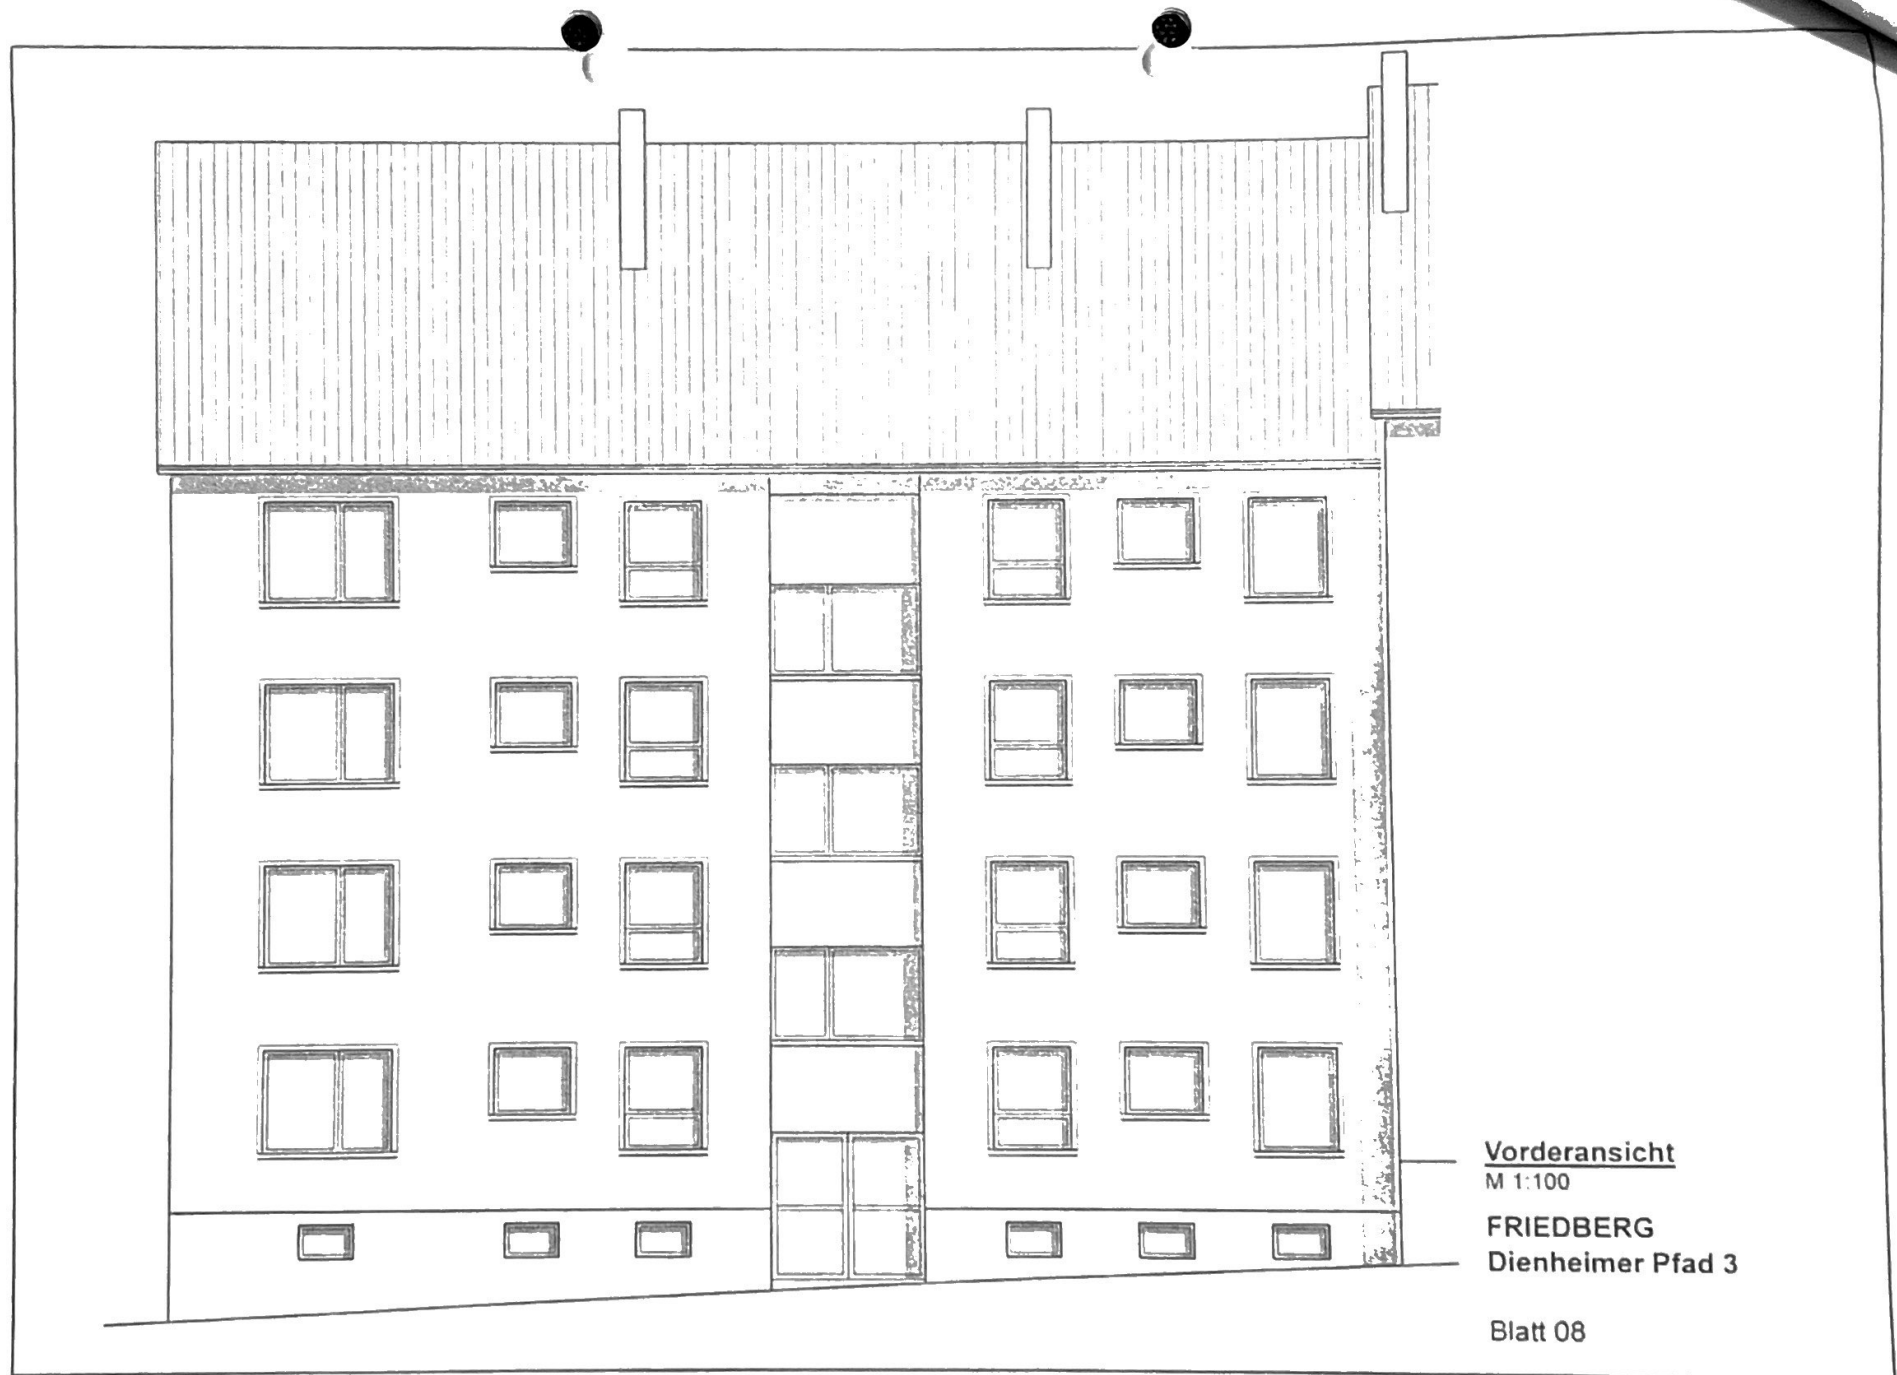 Vorderansicht
M 1:100
FRIEDBERG
Dienheimer Pfad 3
Blatt 08